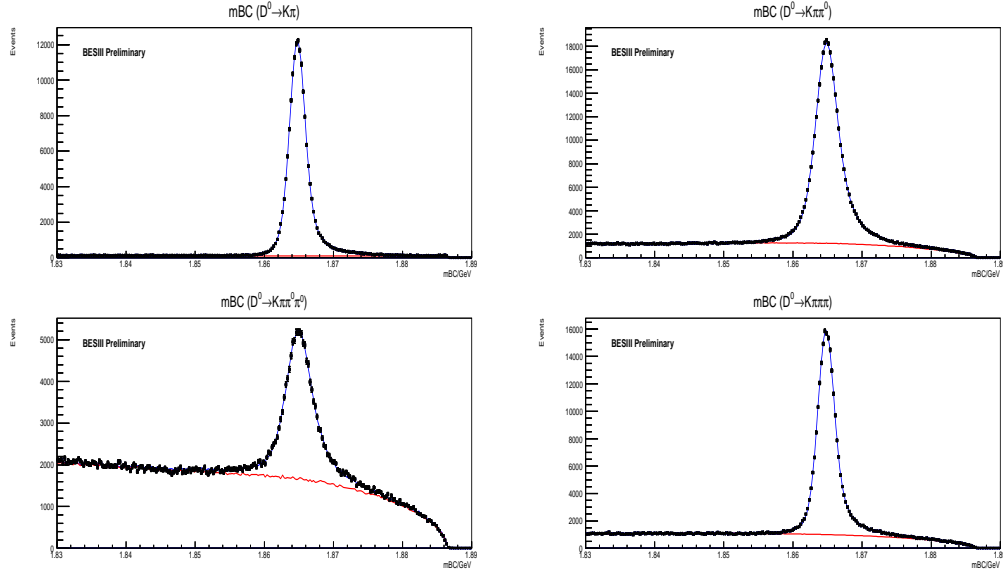 mBC (D⁰→Kπ)
Events
BESIII Preliminary
12000
10000
8000
6000
4000
2000
0
1.83 1.84 1.85 1.86 1.87 1.88 1.89
mBC/GeV
mBC (D⁰→Kππ⁰)
Events
BESIII Preliminary
18000
16000
14000
12000
10000
8000
6000
4000
2000
0
1.83 1.84 1.85 1.86 1.87 1.88 1.8
mBC/GeV
mBC (D⁰→Kππ⁰π⁰)
Events
BESIII Preliminary
5000
4000
3000
2000
1000
0
1.83 1.84 1.85 1.86 1.87 1.88 1.89
mBC/GeV
mBC (D⁰→Kπππ)
Events
BESIII Preliminary
16000
14000
12000
10000
8000
6000
4000
2000
0
1.83 1.84 1.85 1.86 1.87 1.88 1.8
mBC/GeV